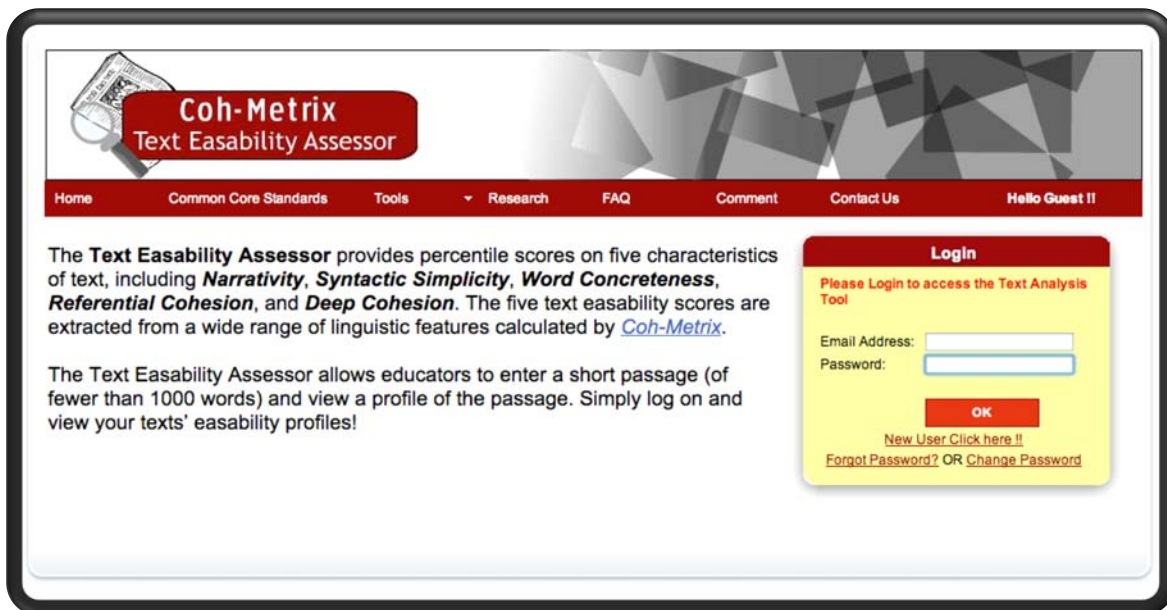 Coh-Metrix
Text Easability Assessor
Home Common Core Standards Tools Research FAQ Comment Contact Us Hello Guest !!
The Text Easability Assessor provides percentile scores on five characteristics
of text, including Narrativity, Syntactic Simplicity, Word Concreteness,
Referential Cohesion, and Deep Cohesion. The five text easability scores are
extracted from a wide range of linguistic features calculated by Coh-Metrix.
The Text Easability Assessor allows educators to enter a short passage (of
fewer than 1000 words) and view a profile of the passage. Simply log on and
view your texts' easability profiles!
Login
Please Login to access the Text Analysis
Tool
Email Address:
Password:
OK
New User Click here !!
Forgot Password? OR Change Password